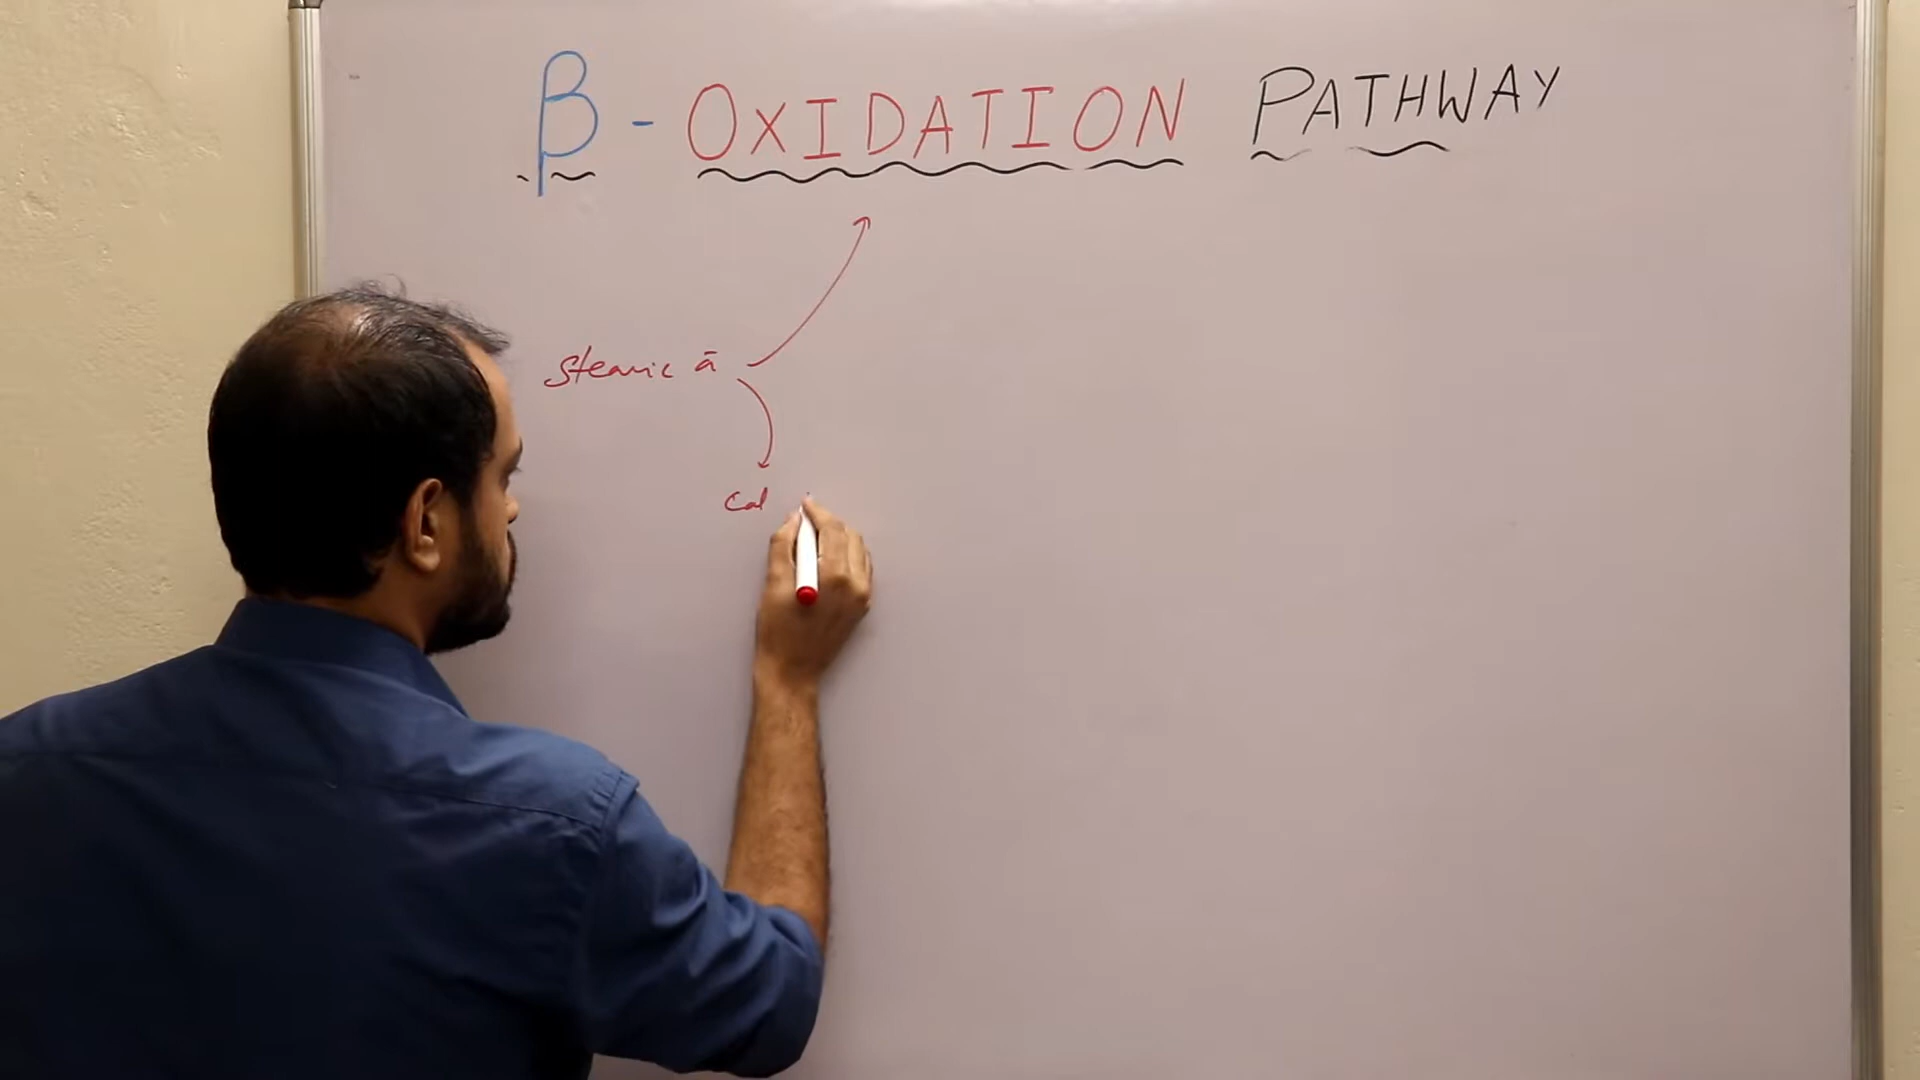 β - OXIDATION PATHWAY
Stearic ā
Cal